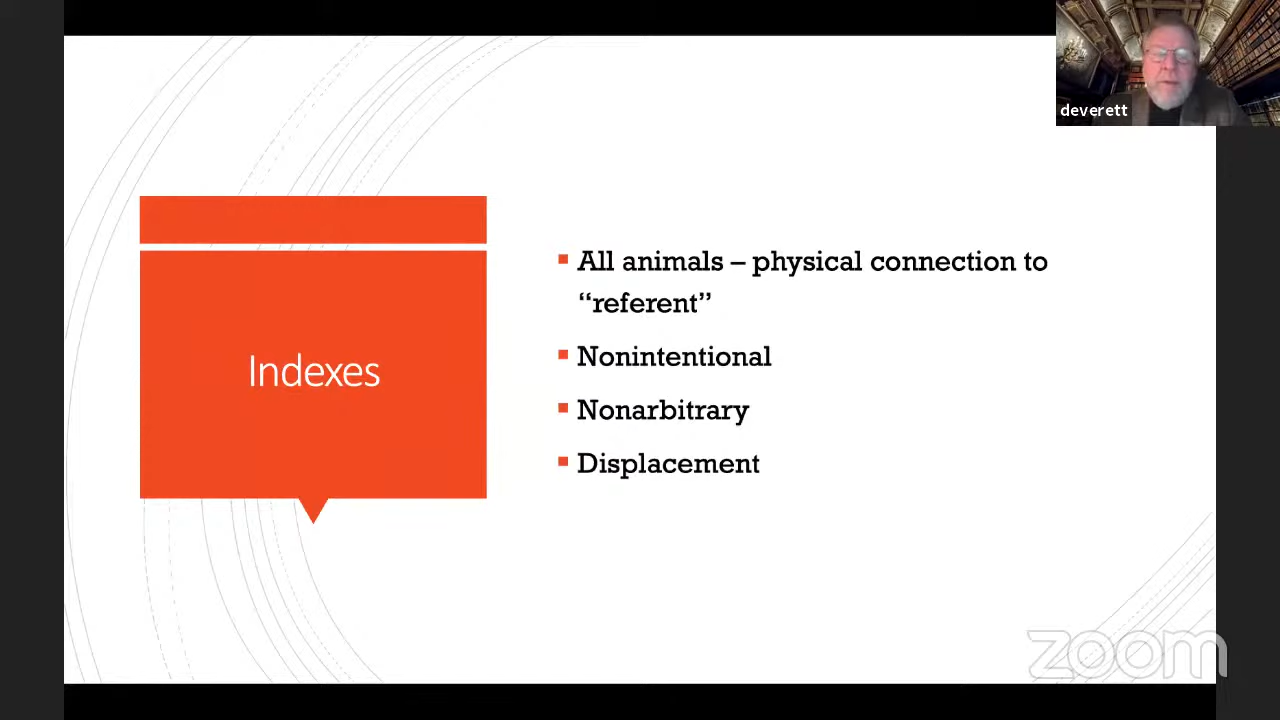 deverett
Indexes
All animals – physical connection to
“referent”
Nonintentional
Nonarbitrary
Displacement
zoom